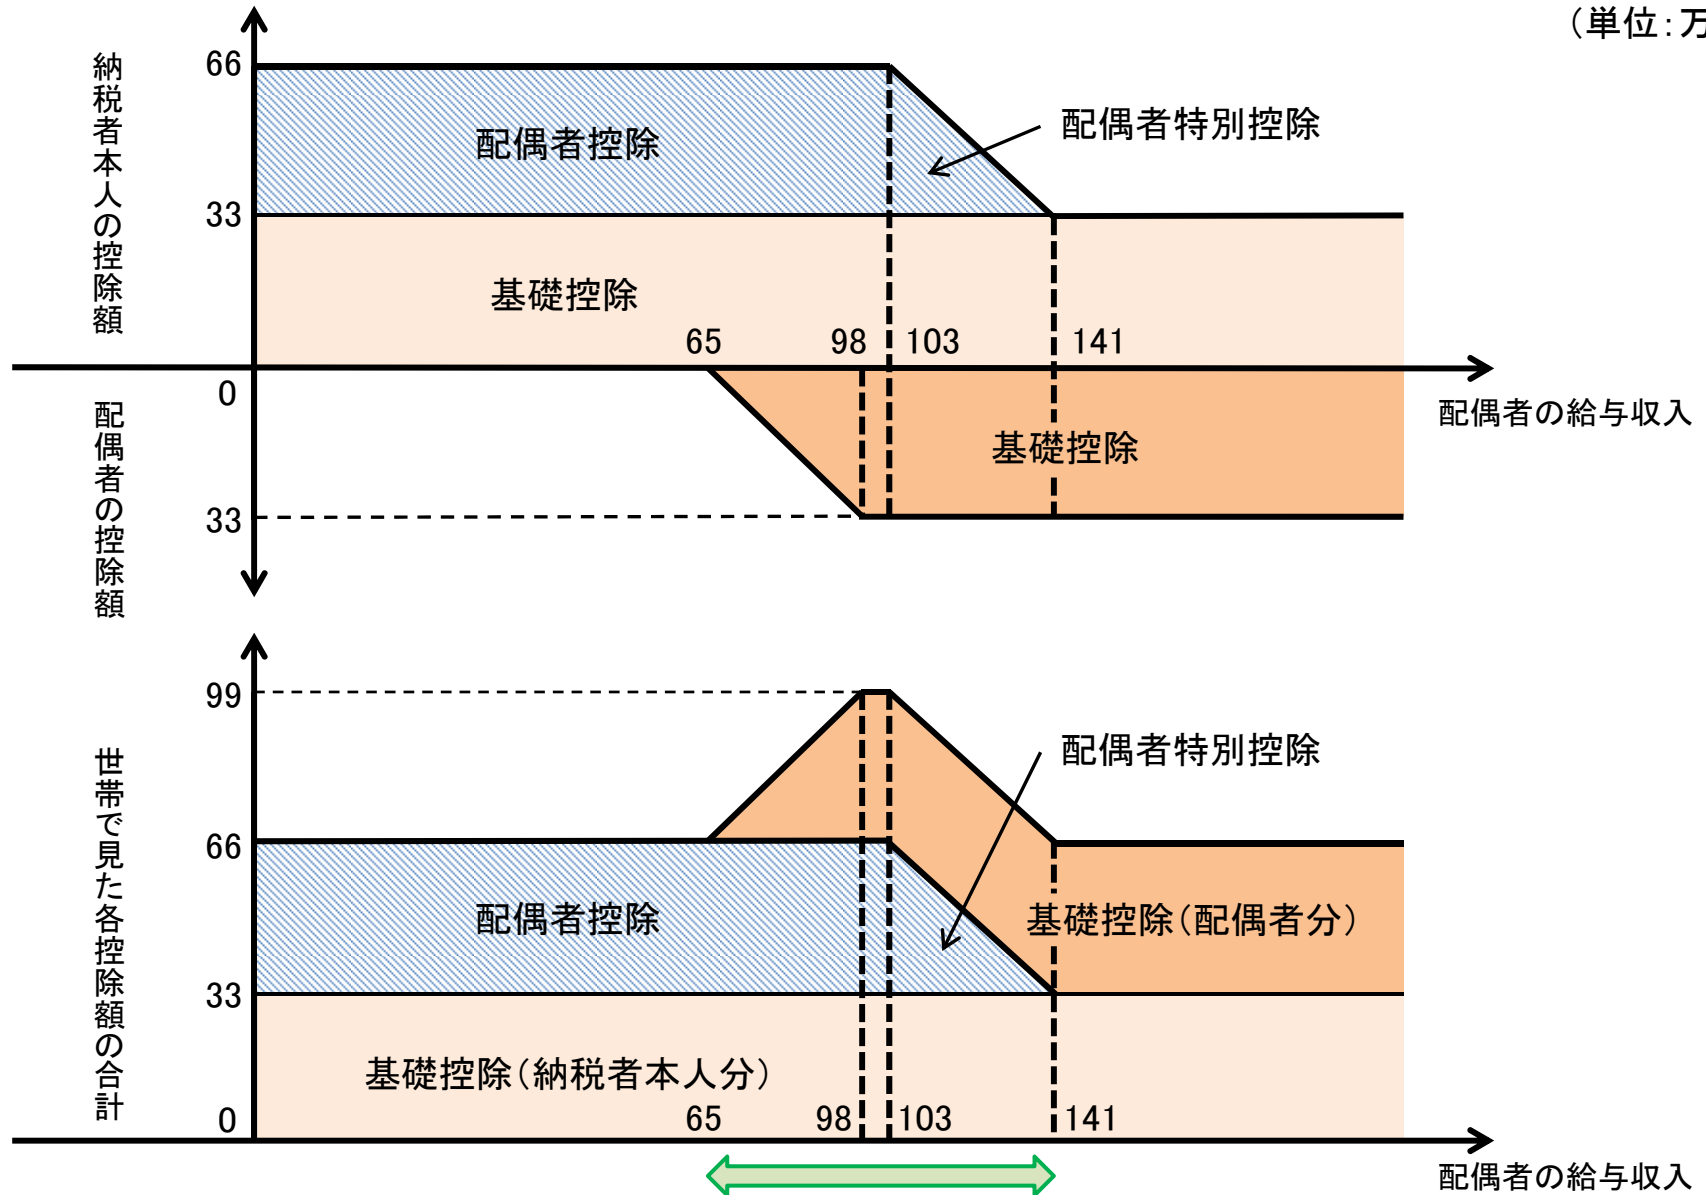 （単位：万
納税者本人の控除額
66
配偶者控除
配偶者特別控除
33
基礎控除
65
98
103
141
0
配偶者の給与収入
配偶者の控除額
基礎控除
33
99
配偶者特別控除
世帯で見た各控除額の合計
66
配偶者控除
基礎控除（配偶者分）
33
基礎控除（納税者本人分）
0
65
98
103
141
配偶者の給与収入